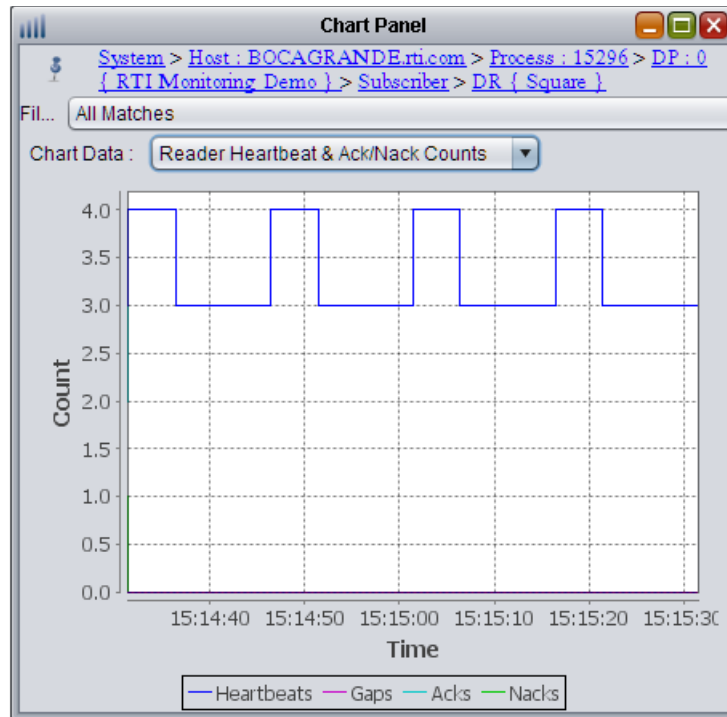 Chart Panel
System > Host : BOCAGRANDE.rti.com > Process : 15296 > DP : 0
{ RTI Monitoring Demo } > Subscriber > DR { Square }
Fil... All Matches
Chart Data : Reader Heartbeat & Ack/Nack Counts
4.0
3.5
3.0
2.5
2.0
1.5
1.0
0.5
0.0
Count
15:14:40 15:14:50 15:15:00 15:15:10 15:15:20 15:15:30
Time
Heartbeats Gaps Acks Nacks